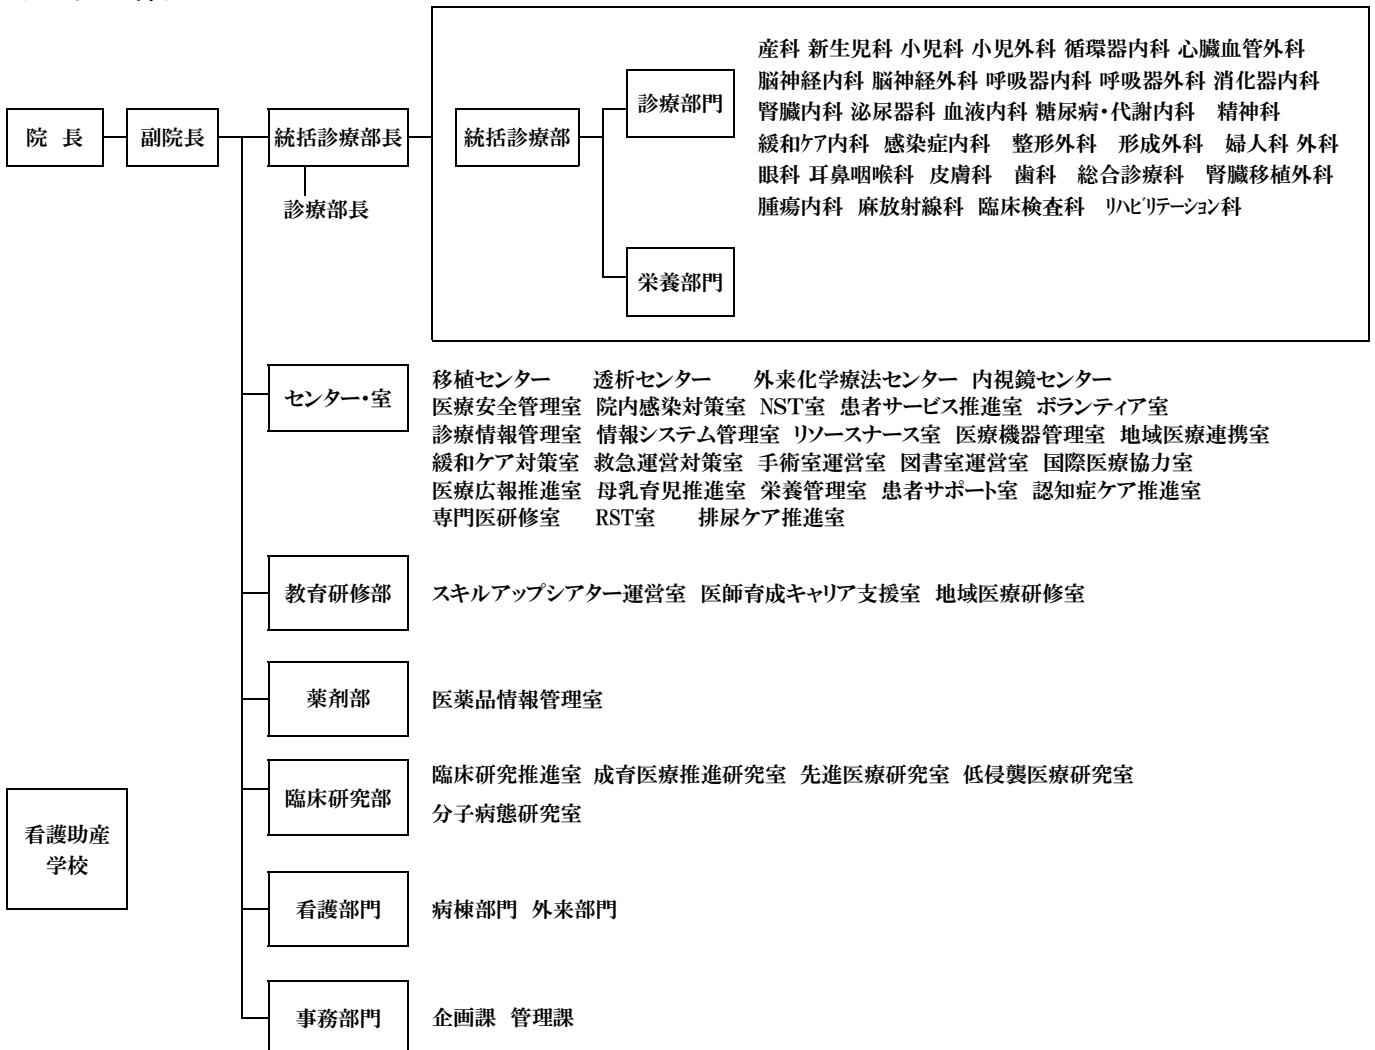 院 長
副院長
統括診療部長
診療部長
統括診療部
診療部門
産科 新生児科 小児科 小児外科 循環器内科 心臓血管外科
脳神経内科 脳神経外科 呼吸器内科 呼吸器外科 消化器内科
腎臓内科 泌尿器科 血液内科 糖尿病・代謝内科 精神科
緩和ケア内科 感染症内科 整形外科 形成外科 婦人科 外科
眼科 耳鼻咽喉科 皮膚科 歯科 総合診療科 腎臓移植外科
腫瘍内科 麻放射線科 臨床検査科 リハビリテーション科
栄養部門
センター・室
移植センター 透析センター 外来化学療法センター 内視鏡センター
医療安全管理室 院内感染対策室 NST室 患者サービス推進室 ボランティア室
診療情報管理室 情報システム管理室 リソースナース室 医療機器管理室 地域医療連携室
緩和ケア対策室 救急運営対策室 手術室運営室 図書室運営室 国際医療協力室
医療広報推進室 母乳育児推進室 栄養管理室 患者サポート室 認知症ケア推進室
専門医研修室 RST室 排尿ケア推進室
教育研修部
スキルアップシアター運営室 医師育成キャリア支援室 地域医療研修室
薬剤部
医薬品情報管理室
臨床研究部
臨床研究推進室 成育医療推進研究室 先進医療研究室 低侵襲医療研究室
分子病態研究室
看護助産
学校
看護部門
病棟部門 外来部門
事務部門
企画課 管理課